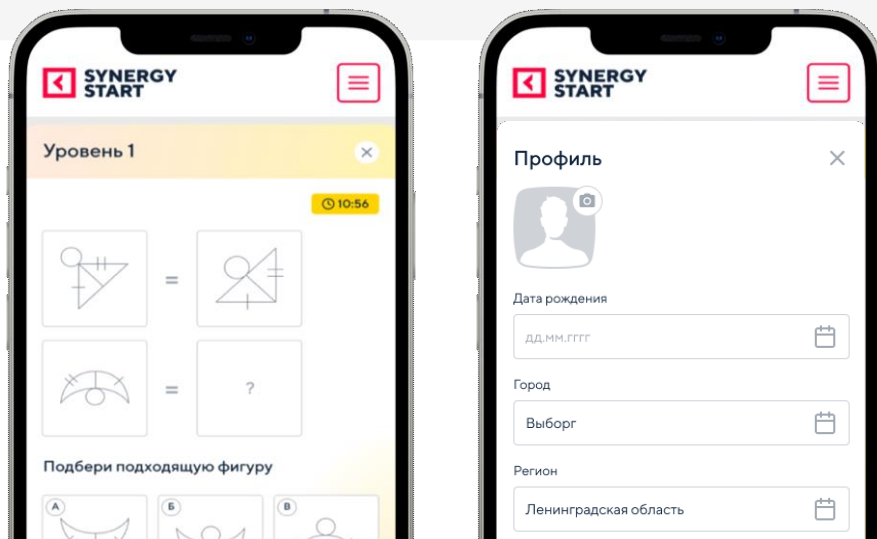 SYNERGY
START
Уровень 1
10:56
=
=
?
Подбери подходящую фигуру
А
Б
В
SYNERGY
START
Профиль
Дата рождения
дд.мм.гггг
Город
Выборг
Регион
Ленинградская область